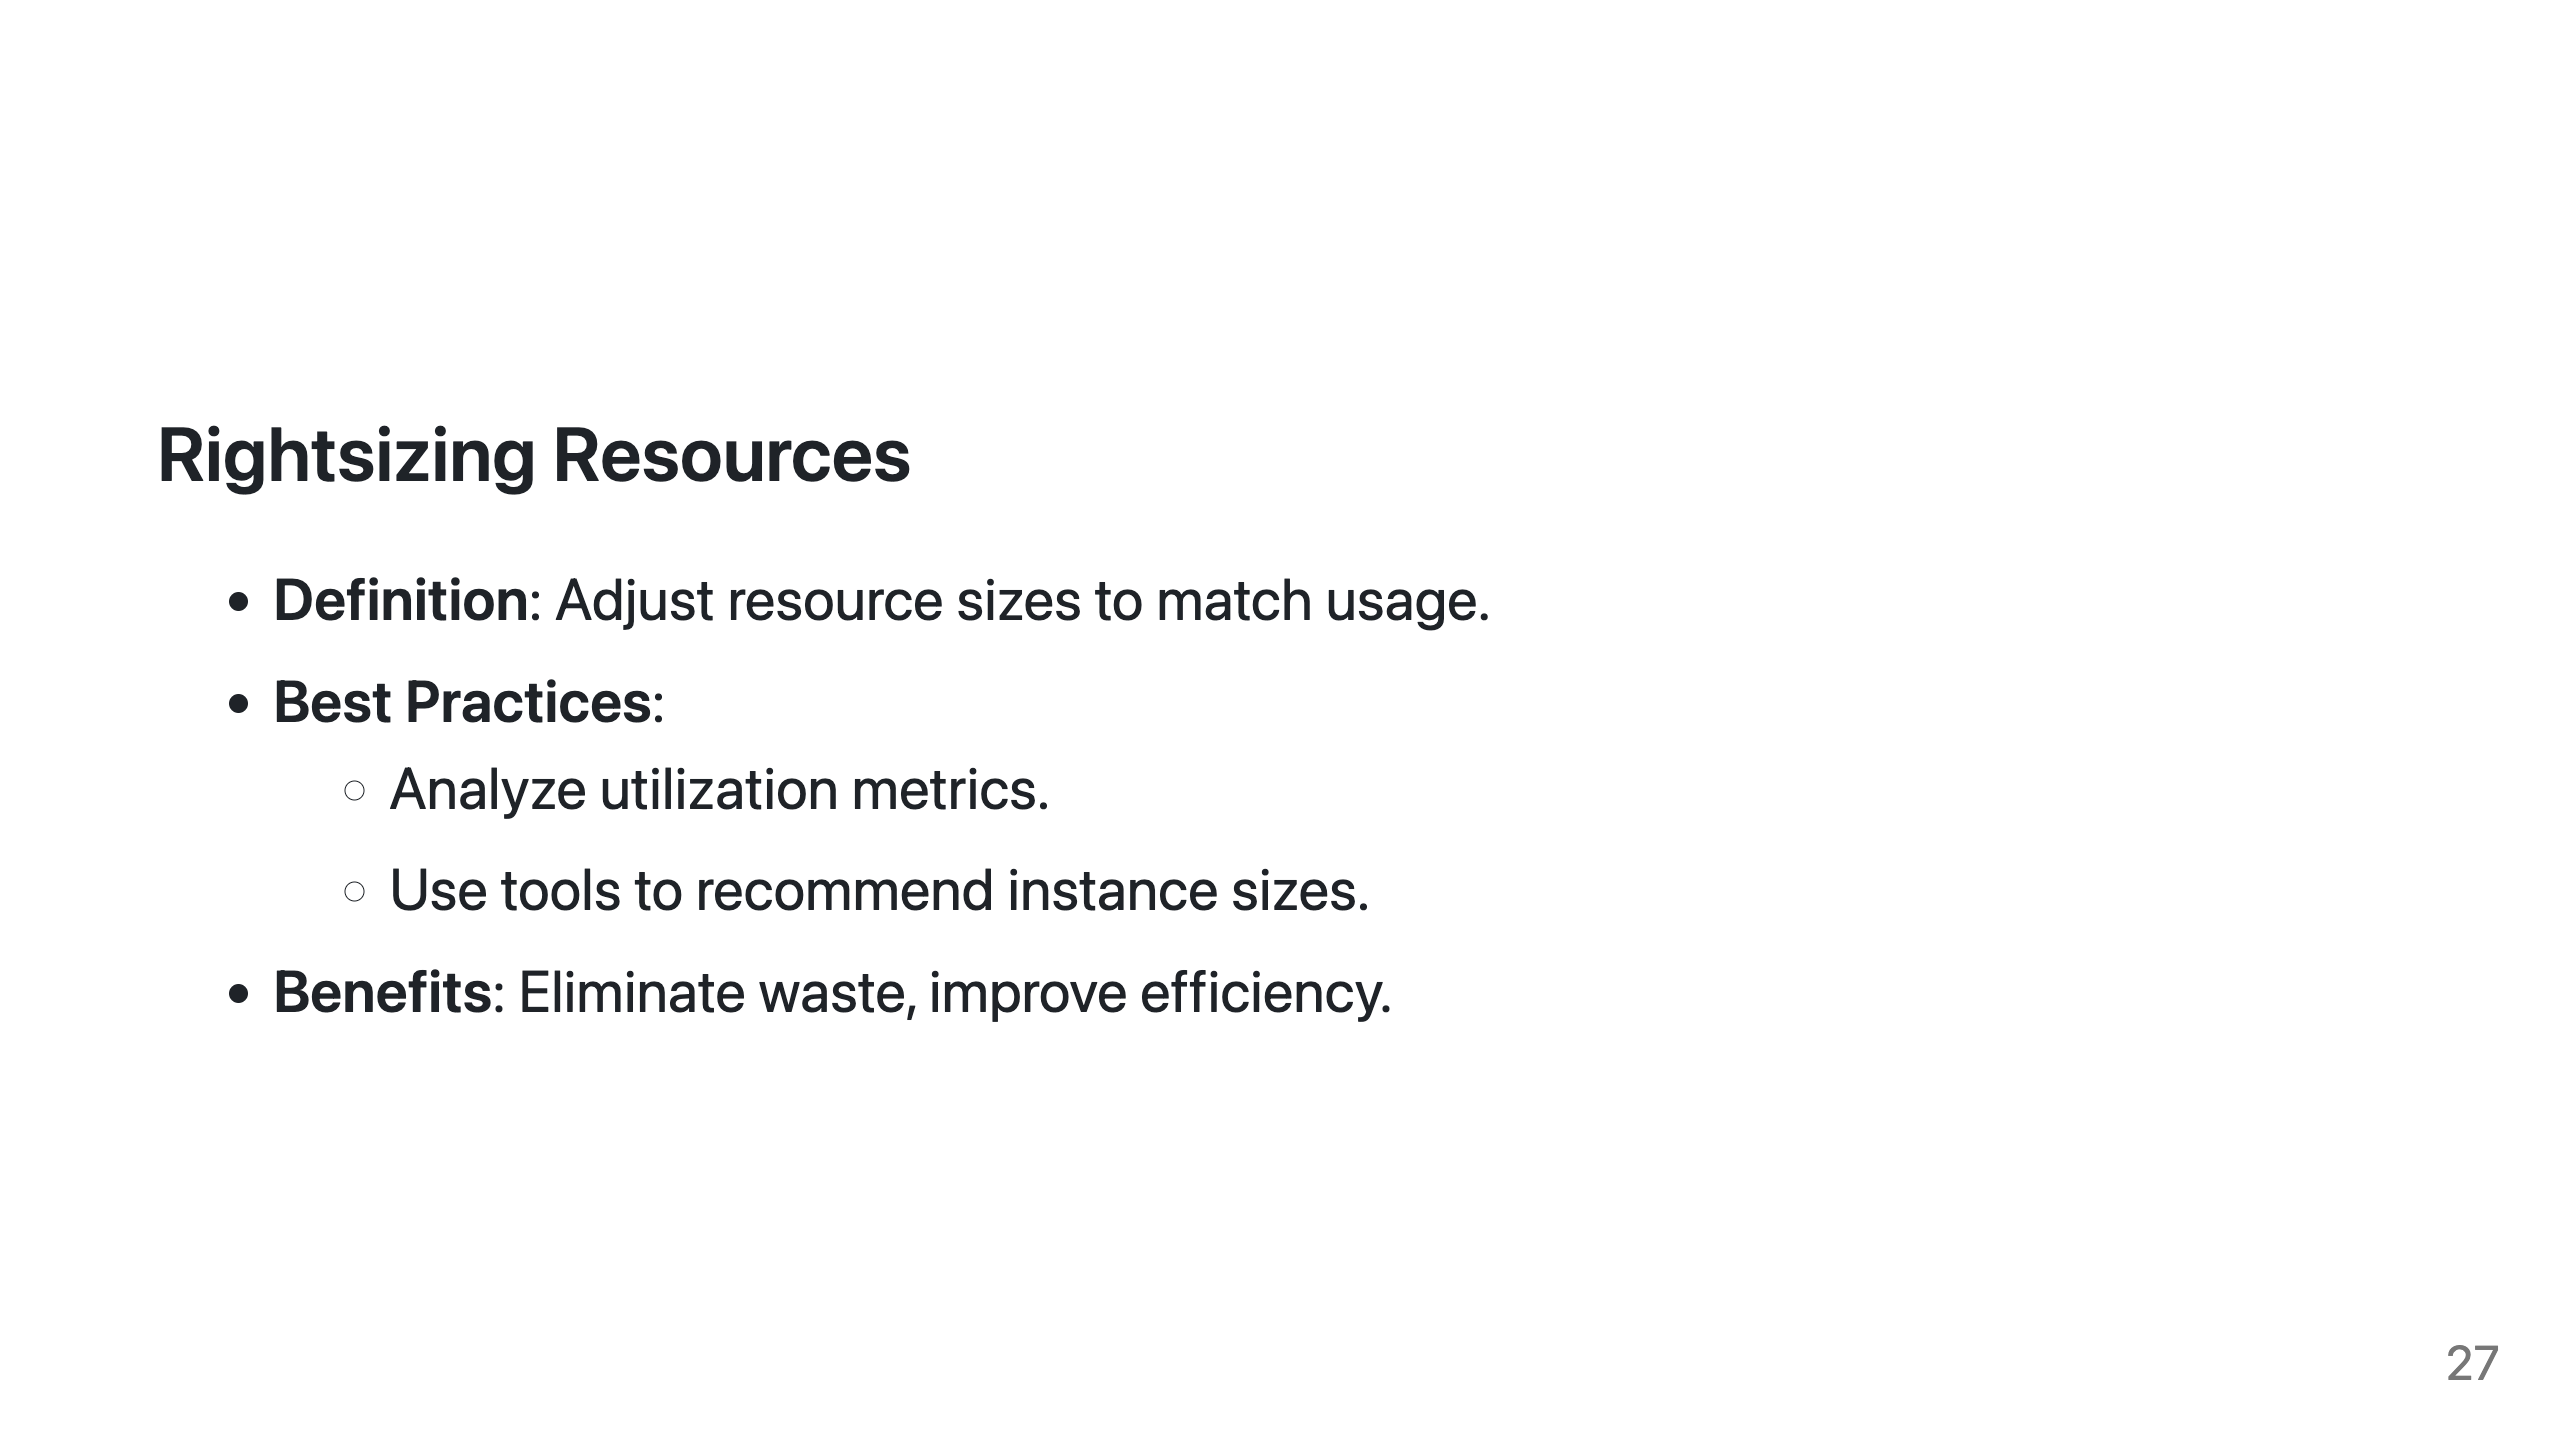 Rightsizing Resources
Definition: Adjust resource sizes to match usage.
Best Practices:
Analyze utilization metrics.
Use tools to recommend instance sizes.
Benefits: Eliminate waste, improve efficiency.
27